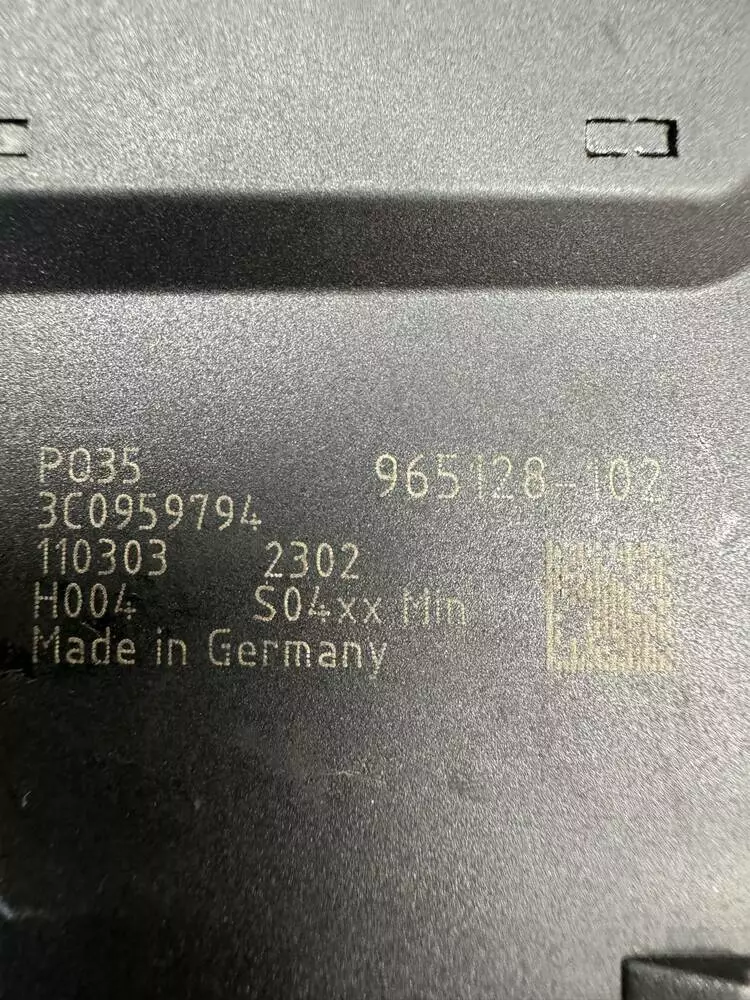 P035
965128-102
3C0959794
110303 2302
H004 S04xx Min
Made in Germany